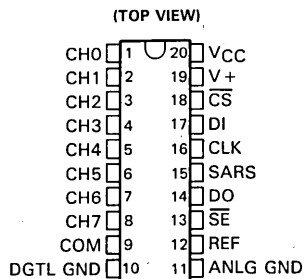 (TOP VIEW)
CH0 1 20 VCC
CH1 2 19 V+
CH2 3 18 C̅S̅
CH3 4 17 DI
CH4 5 16 CLK
CH5 6 15 SARS
CH6 7 14 DO
CH7 8 13 S̅E̅
COM 9 12 REF
DGTL GND 10 11 ANLG GND